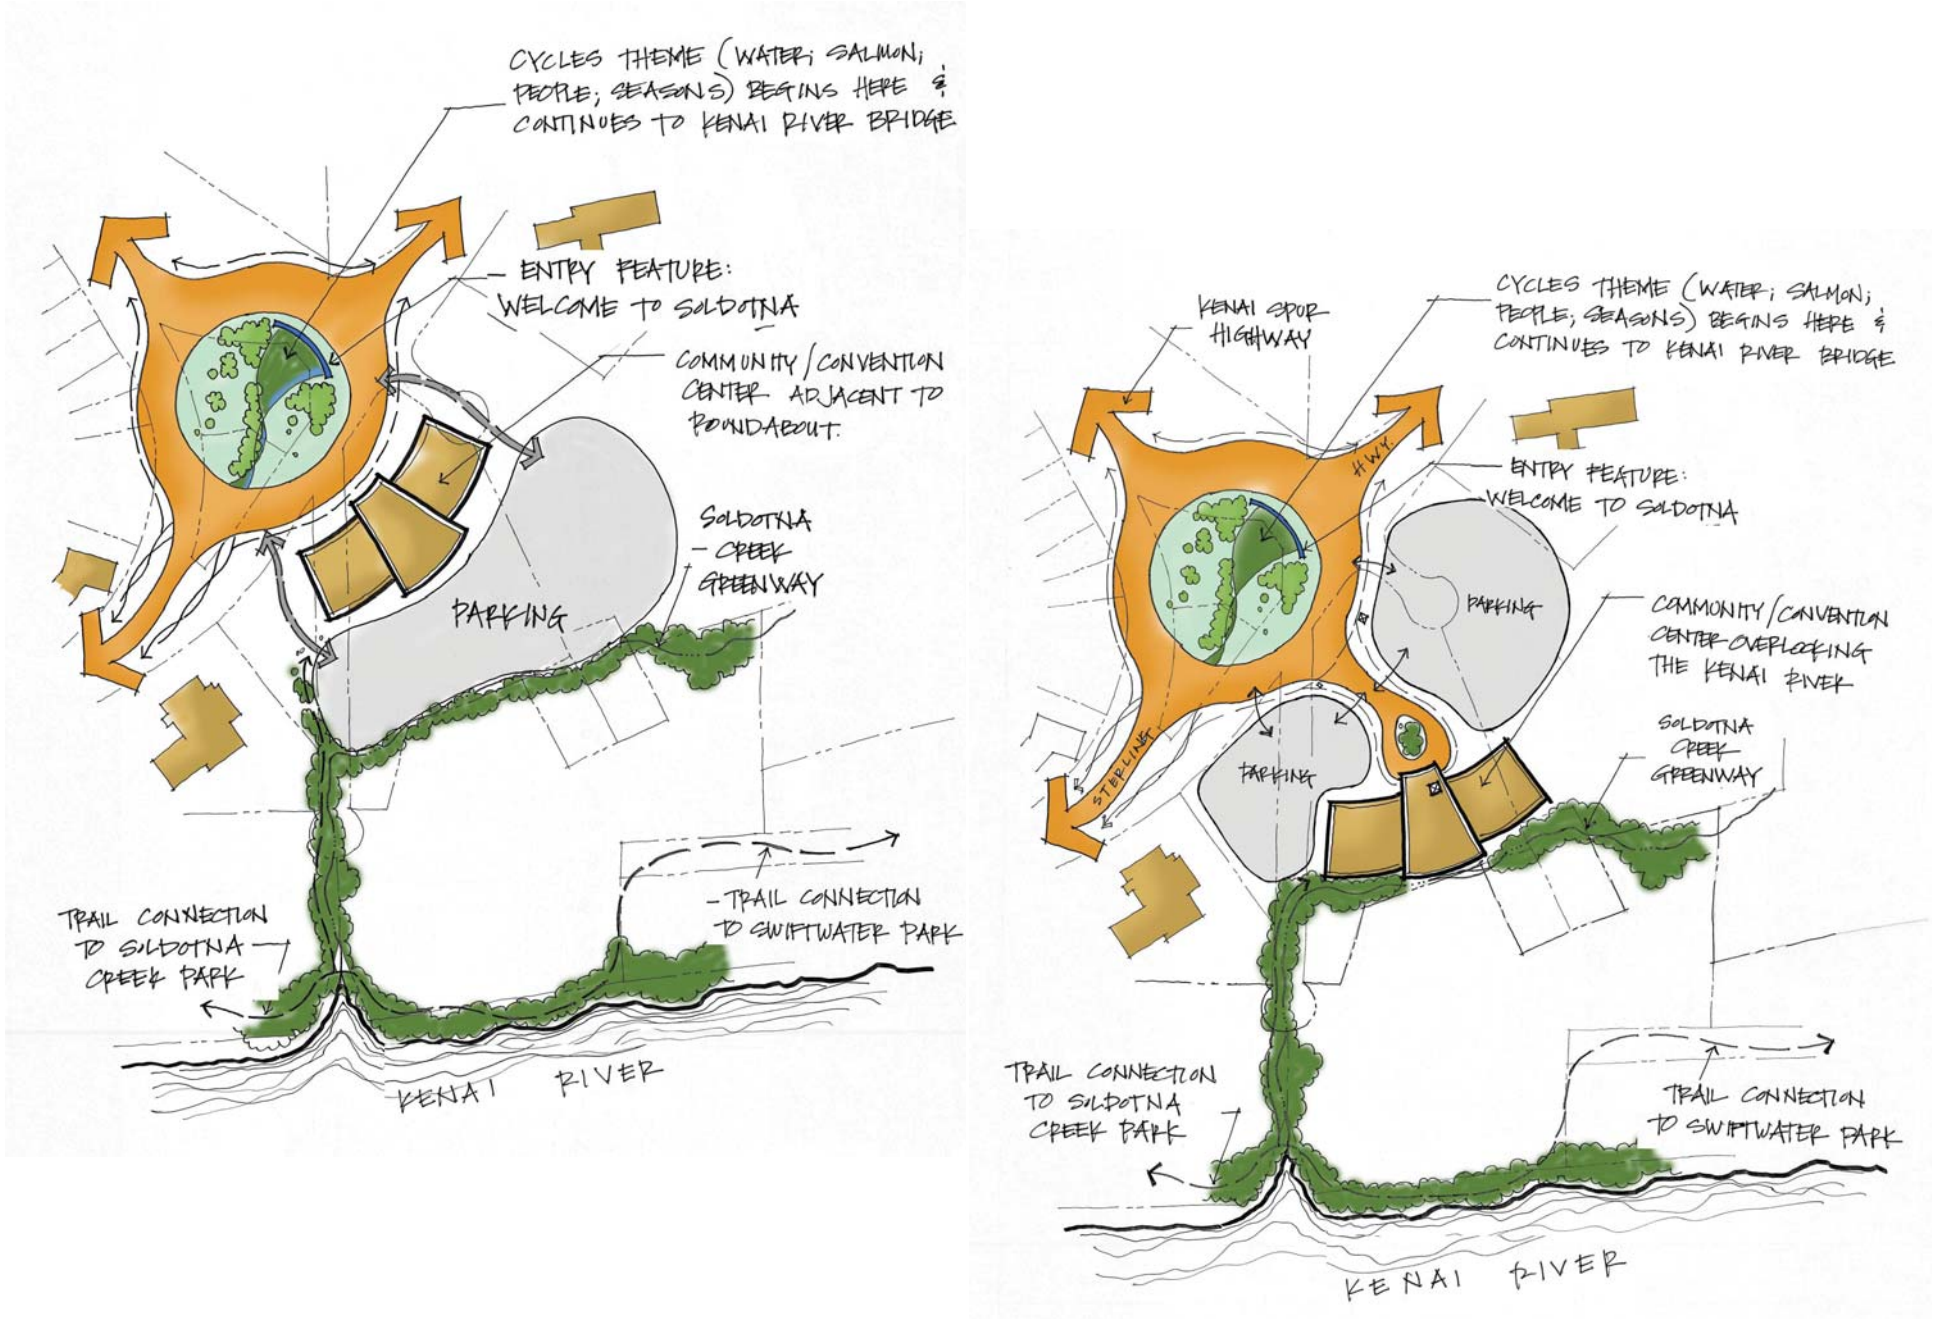 CYCLES THEME (WATER; SALMON;
PEOPLE; SEASONS) BEGINS HERE &
CONTINUES TO KENAI RIVER BRIDGE
ENTRY FEATURE:
WELCOME TO SOLDOTNA
COMMUNITY/CONVENTION
CENTER ADJACENT TO
ROUNDABOUT.
SOLDOTNA
CREEK
GREENWAY
PARKING
TRAIL CONNECTION
TO SWIFTWATER PARK
TRAIL CONNECTION
TO SOLDOTNA
CREEK PARK
KENAI RIVER
KENAI SPUR
HIGHWAY
CYCLES THEME (WATER; SALMON;
PEOPLE; SEASONS) BEGINS HERE &
CONTINUES TO KENAI RIVER BRIDGE
HWY.
ENTRY FEATURE:
WELCOME TO SOLDOTNA
PARKING
COMMUNITY/CONVENTION
CENTER OVERLOOKING
THE KENAI RIVER
SOLDOTNA
CREEK
GREENWAY
STERLING
PARKING
TRAIL CONNECTION
TO SOLDOTNA
CREEK PARK
TRAIL CONNECTION
TO SWIFTWATER PARK
KENAI RIVER